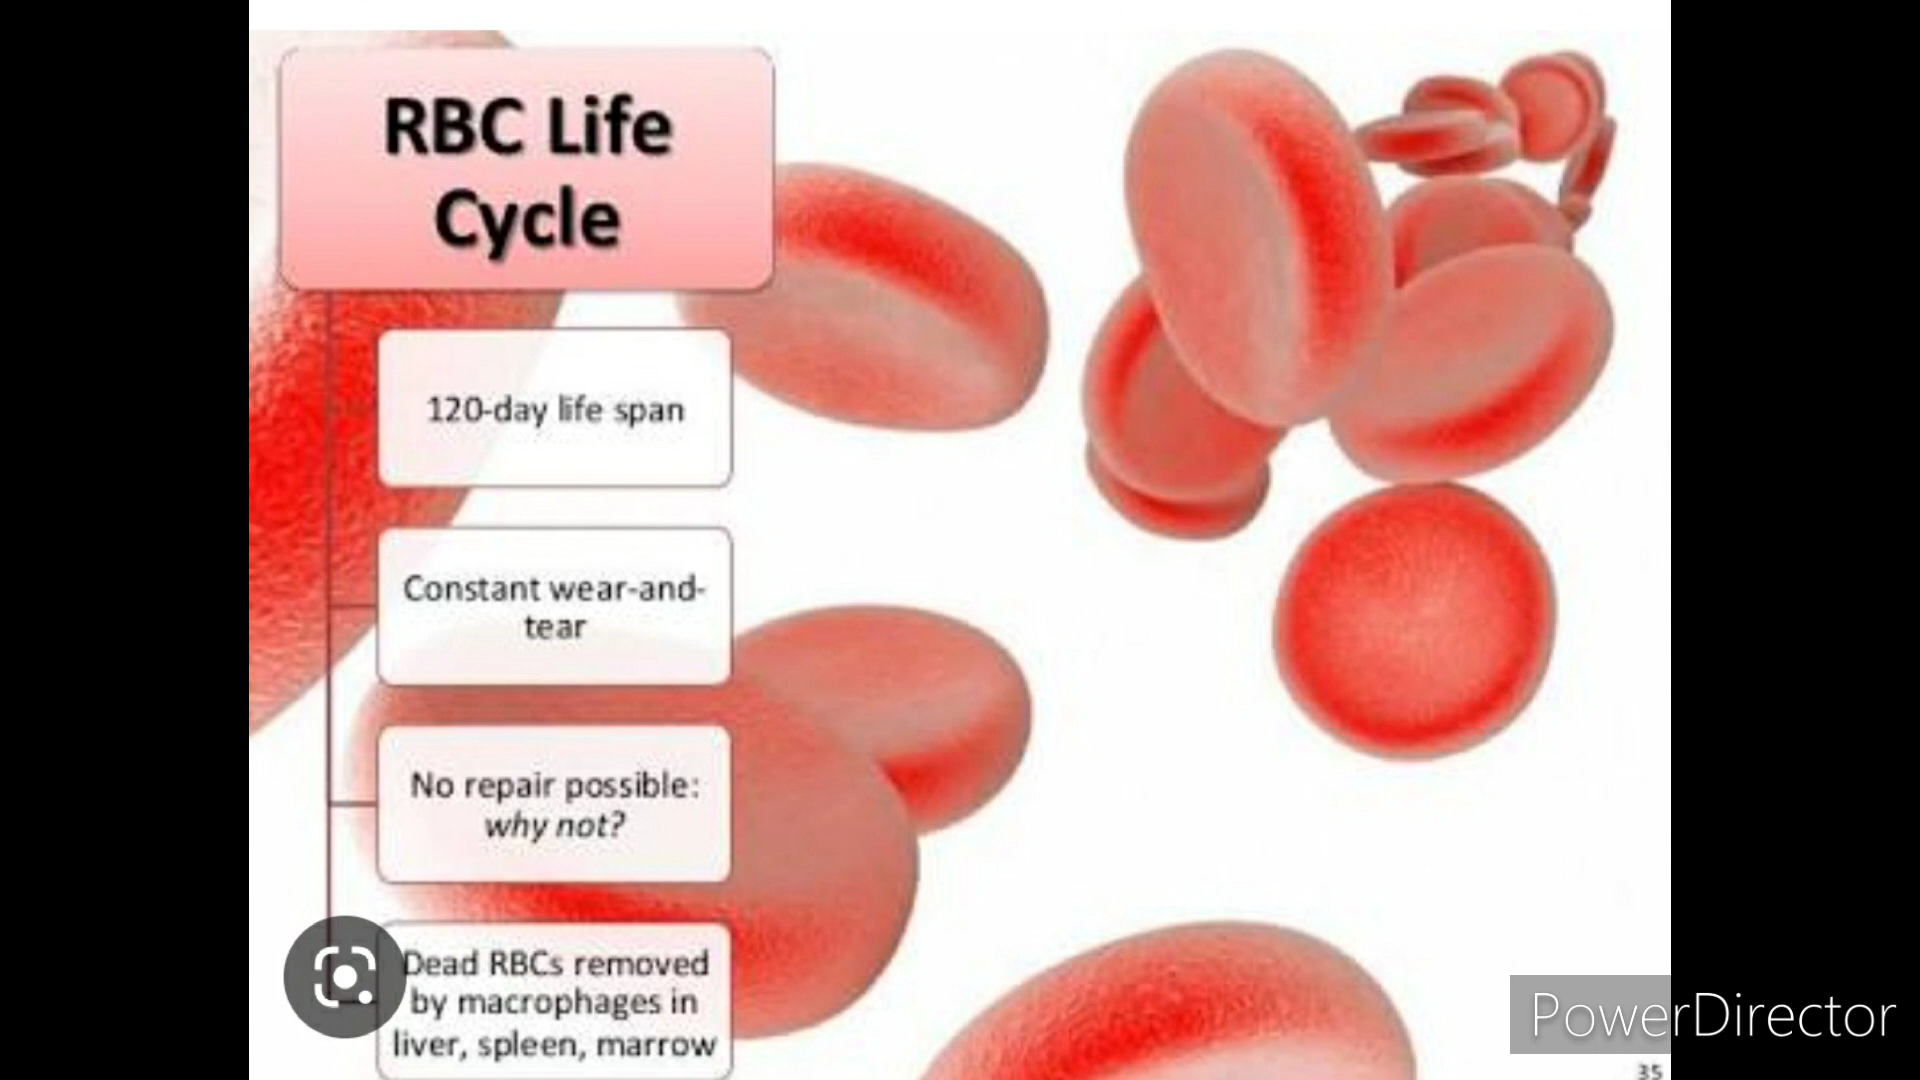 RBC Life
Cycle
120-day life span
Constant wear-and-
tear
No repair possible:
why not?
Dead RBCs removed
by macrophages in
liver, spleen, marrow
PowerDirector
35